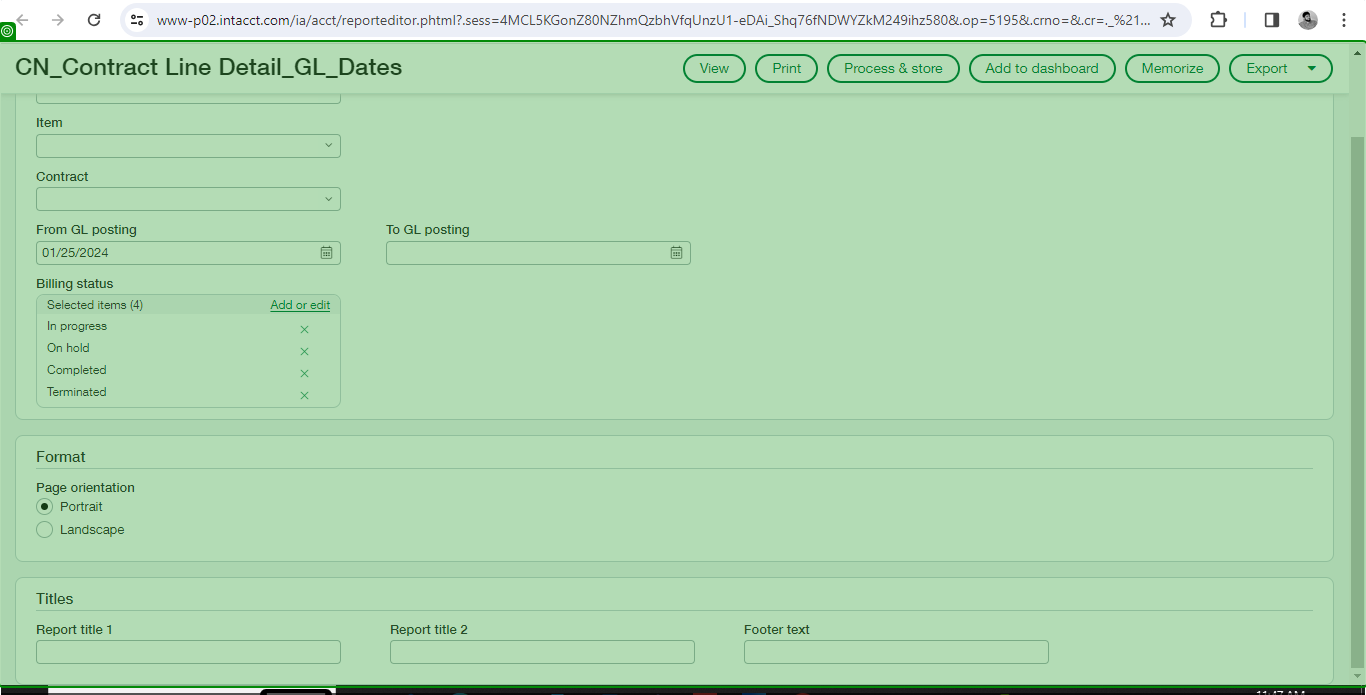 www-p02.intacct.com/ia/acct/reporteditor.phtml?.sess=4MCL5KGonZ80NZhmQzbhVfqUnzU1-eDAi_Shq76fNDWYZkM249ihz580&.op=5195&.crno=&.cr=._%21...
CN_Contract Line Detail_GL_Dates
View Print Process & store Add to dashboard Memorize Export
Item
Contract
From GL posting To GL posting
01/25/2024
Billing status
Selected items (4) Add or edit
In progress
On hold
Completed
Terminated
Format
Page orientation
Portrait
Landscape
Titles
Report title 1 Report title 2 Footer text